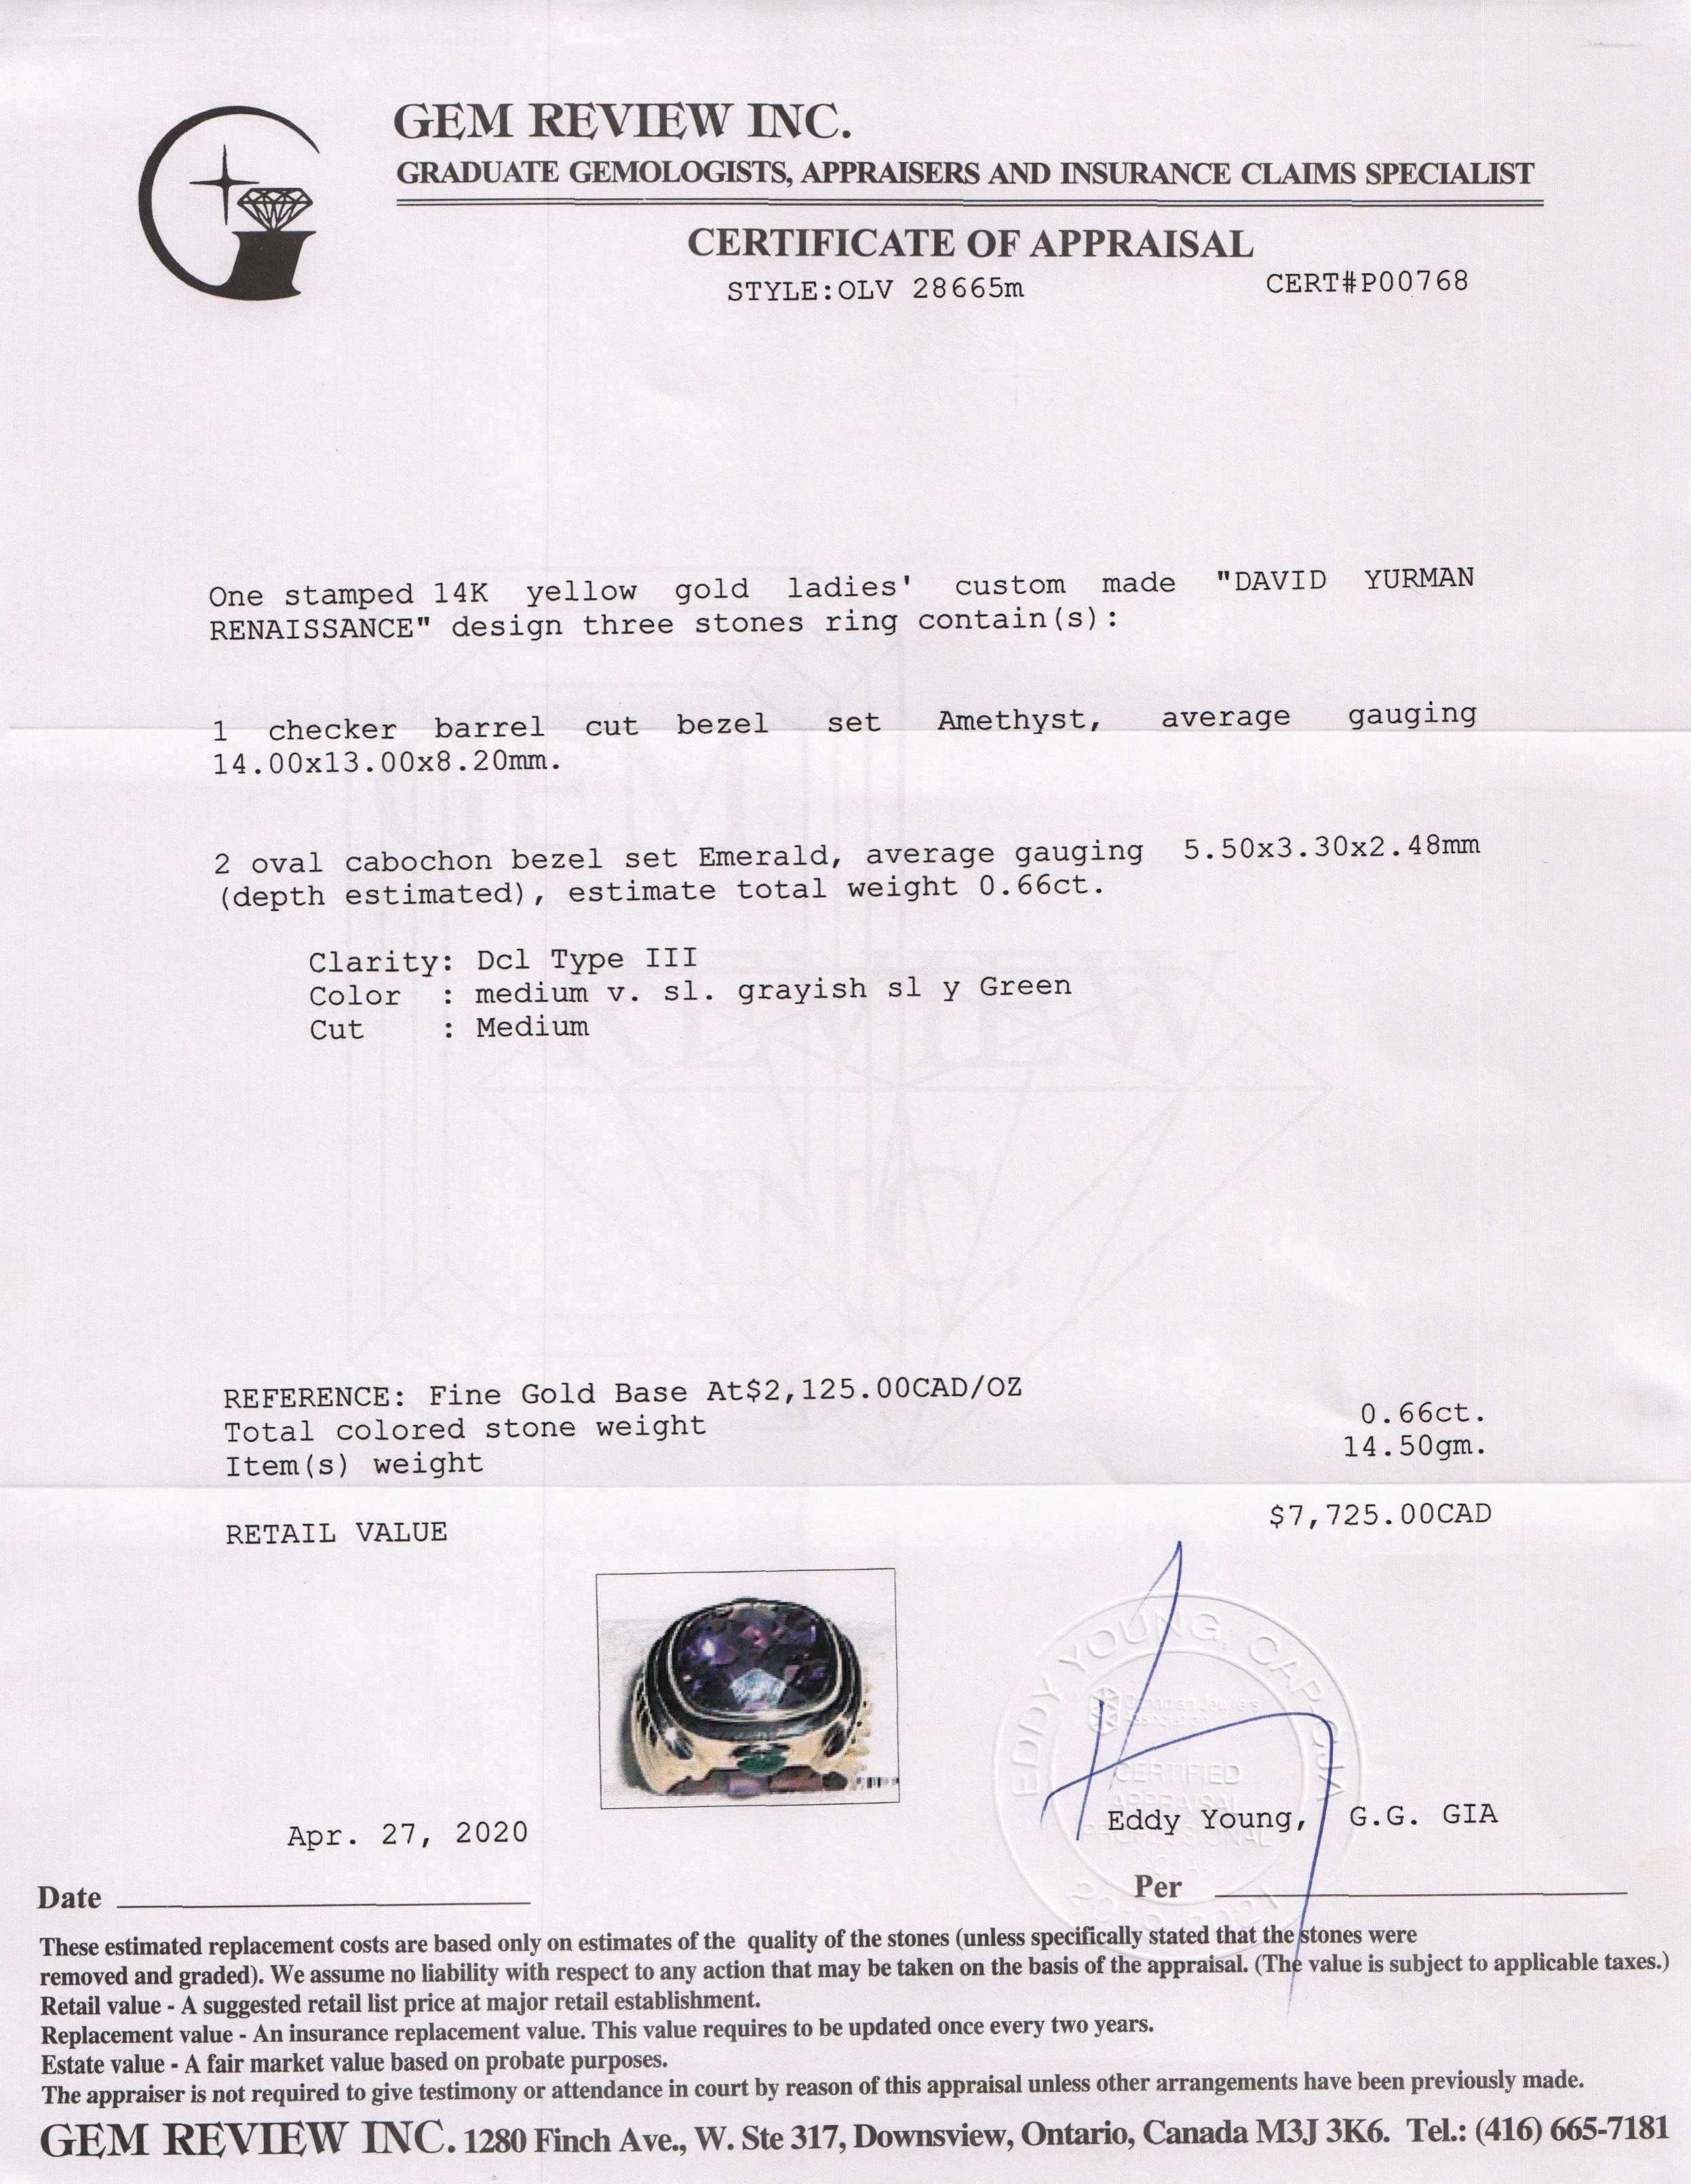 GEM REVIEW INC.
GRADUATE GEMOLOGISTS, APPRAISERS AND INSURANCE CLAIMS SPECIALIST
CERTIFICATE OF APPRAISAL
STYLE:OLV 28665m
CERT#P00768
One stamped 14K yellow gold ladies' custom made "DAVID YURMAN
RENAISSANCE" design three stones ring contain(s):
1 checker barrel cut bezel set Amethyst, average gauging
14.00x13.00x8.20mm.
2 oval cabochon bezel set Emerald, average gauging 5.50x3.30x2.48mm
(depth estimated), estimate total weight 0.66ct.
Clarity: Dcl Type III
Color : medium v. sl. grayish sl y Green
Cut : Medium
GEM
REVIEW
INC.
REFERENCE: Fine Gold Base At$2,125.00CAD/OZ
Total colored stone weight 0.66ct.
Item(s) weight 14.50gm.
RETAIL VALUE $7,725.00CAD
EDDY YOUNG, CAP CJA
Canadian Jewellers
Association
CERTIFIED
APPRAISAL
PROFESSIONAL
Apr. 27, 2020
Eddy Young, G.G. GIA
Date
Per
These estimated replacement costs are based only on estimates of the quality of the stones (unless specifically stated that the stones were
removed and graded). We assume no liability with respect to any action that may be taken on the basis of the appraisal. (The value is subject to applicable taxes.)
Retail value - A suggested retail list price at major retail establishment.
Replacement value - An insurance replacement value. This value requires to be updated once every two years.
Estate value - A fair market value based on probate purposes.
The appraiser is not required to give testimony or attendance in court by reason of this appraisal unless other arrangements have been previously made.
GEM REVIEW INC. 1280 Finch Ave., W. Ste 317, Downsview, Ontario, Canada M3J 3K6. Tel.: (416) 665-7181